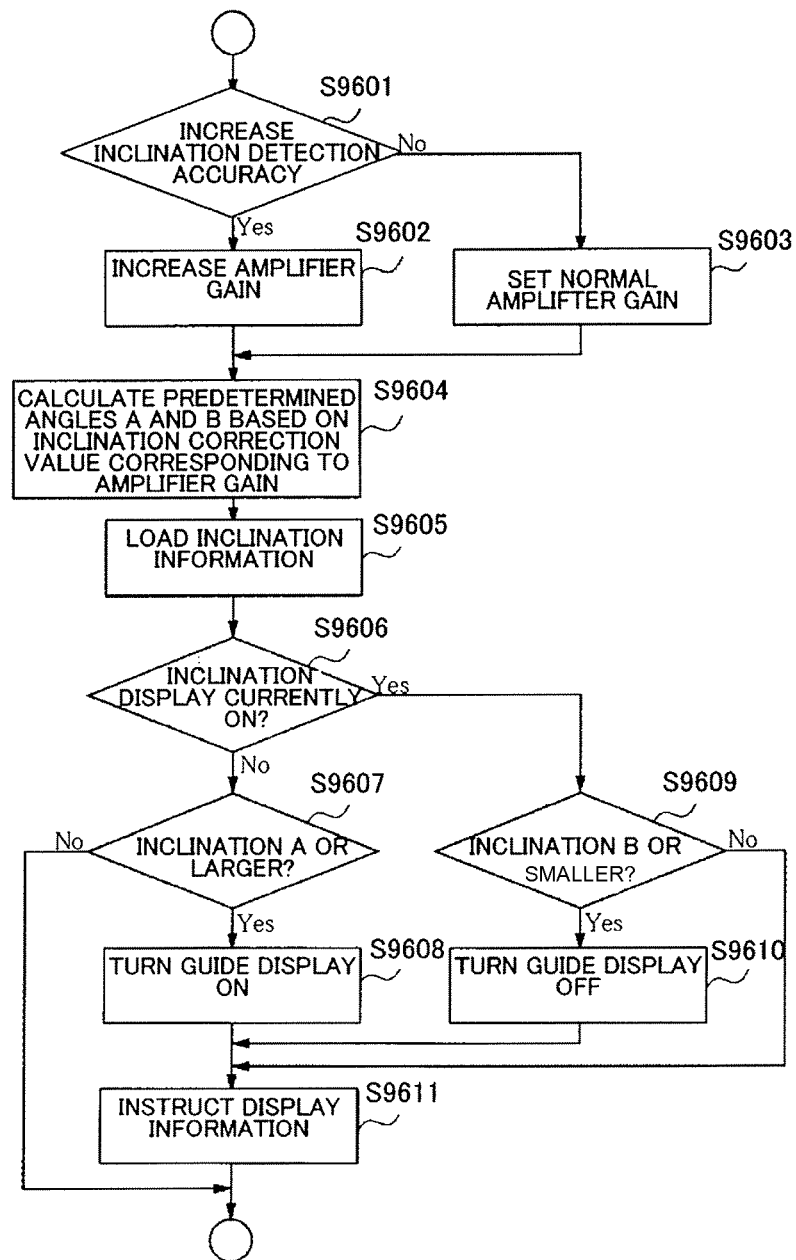 S9601
INCREASE
INCLINATION DETECTION
ACCURACY
No
Yes
S9602
INCREASE AMPLIFIER
GAIN
S9603
SET NORMAL
AMPLIFTER GAIN
S9604
CALCULATE PREDETERMINED
ANGLES A AND B BASED ON
INCLINATION CORRECTION
VALUE CORRESPONDING TO
AMPLIFIER GAIN
S9605
LOAD INCLINATION
INFORMATION
S9606
INCLINATION
DISPLAY CURRENTLY
ON?
Yes
No
S9607
INCLINATION A OR
LARGER?
No
Yes
S9609
INCLINATION B OR
SMALLER?
No
Yes
S9608
TURN GUIDE DISPLAY
ON
S9610
TURN GUIDE DISPLAY
OFF
S9611
INSTRUCT DISPLAY
INFORMATION